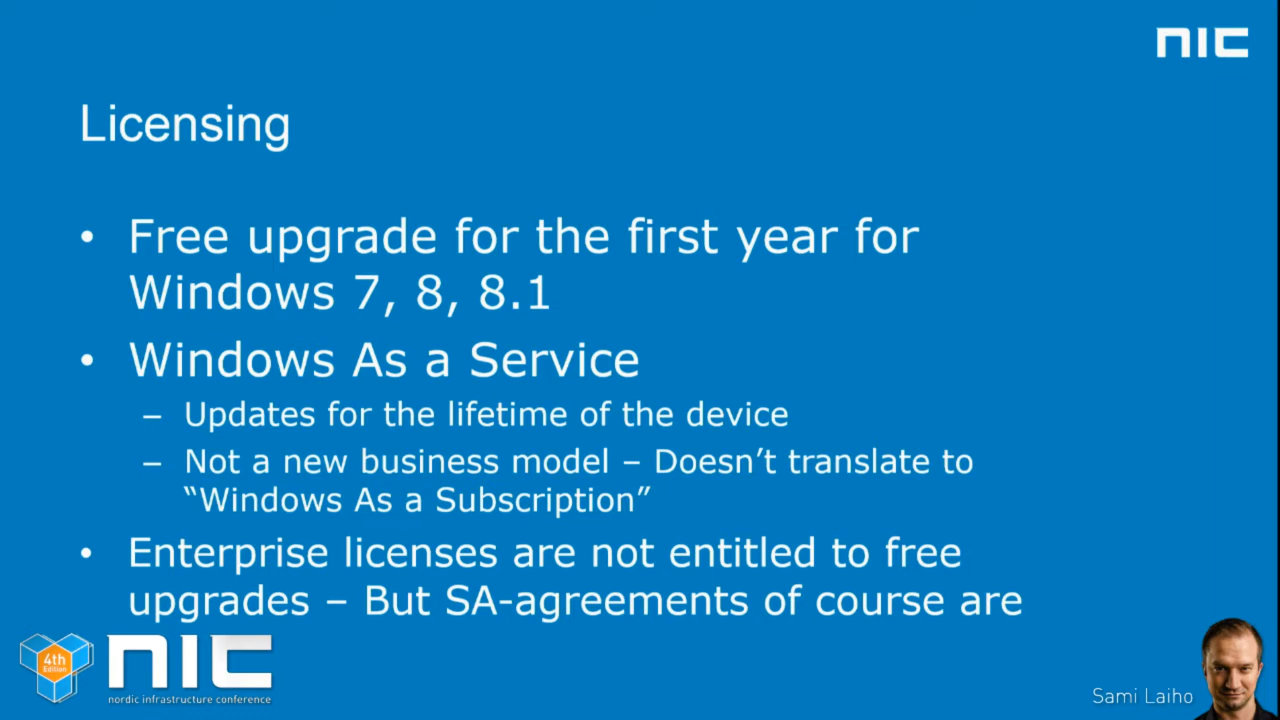 NIC
Licensing
• Free upgrade for the first year for
Windows 7, 8, 8.1
• Windows As a Service
– Updates for the lifetime of the device
– Not a new business model – Doesn’t translate to
“Windows As a Subscription”
• Enterprise licenses are not entitled to free
upgrades – But SA-agreements of course are
4th
Edition
NIC
nordic infrastructure conference
Sami Laiho